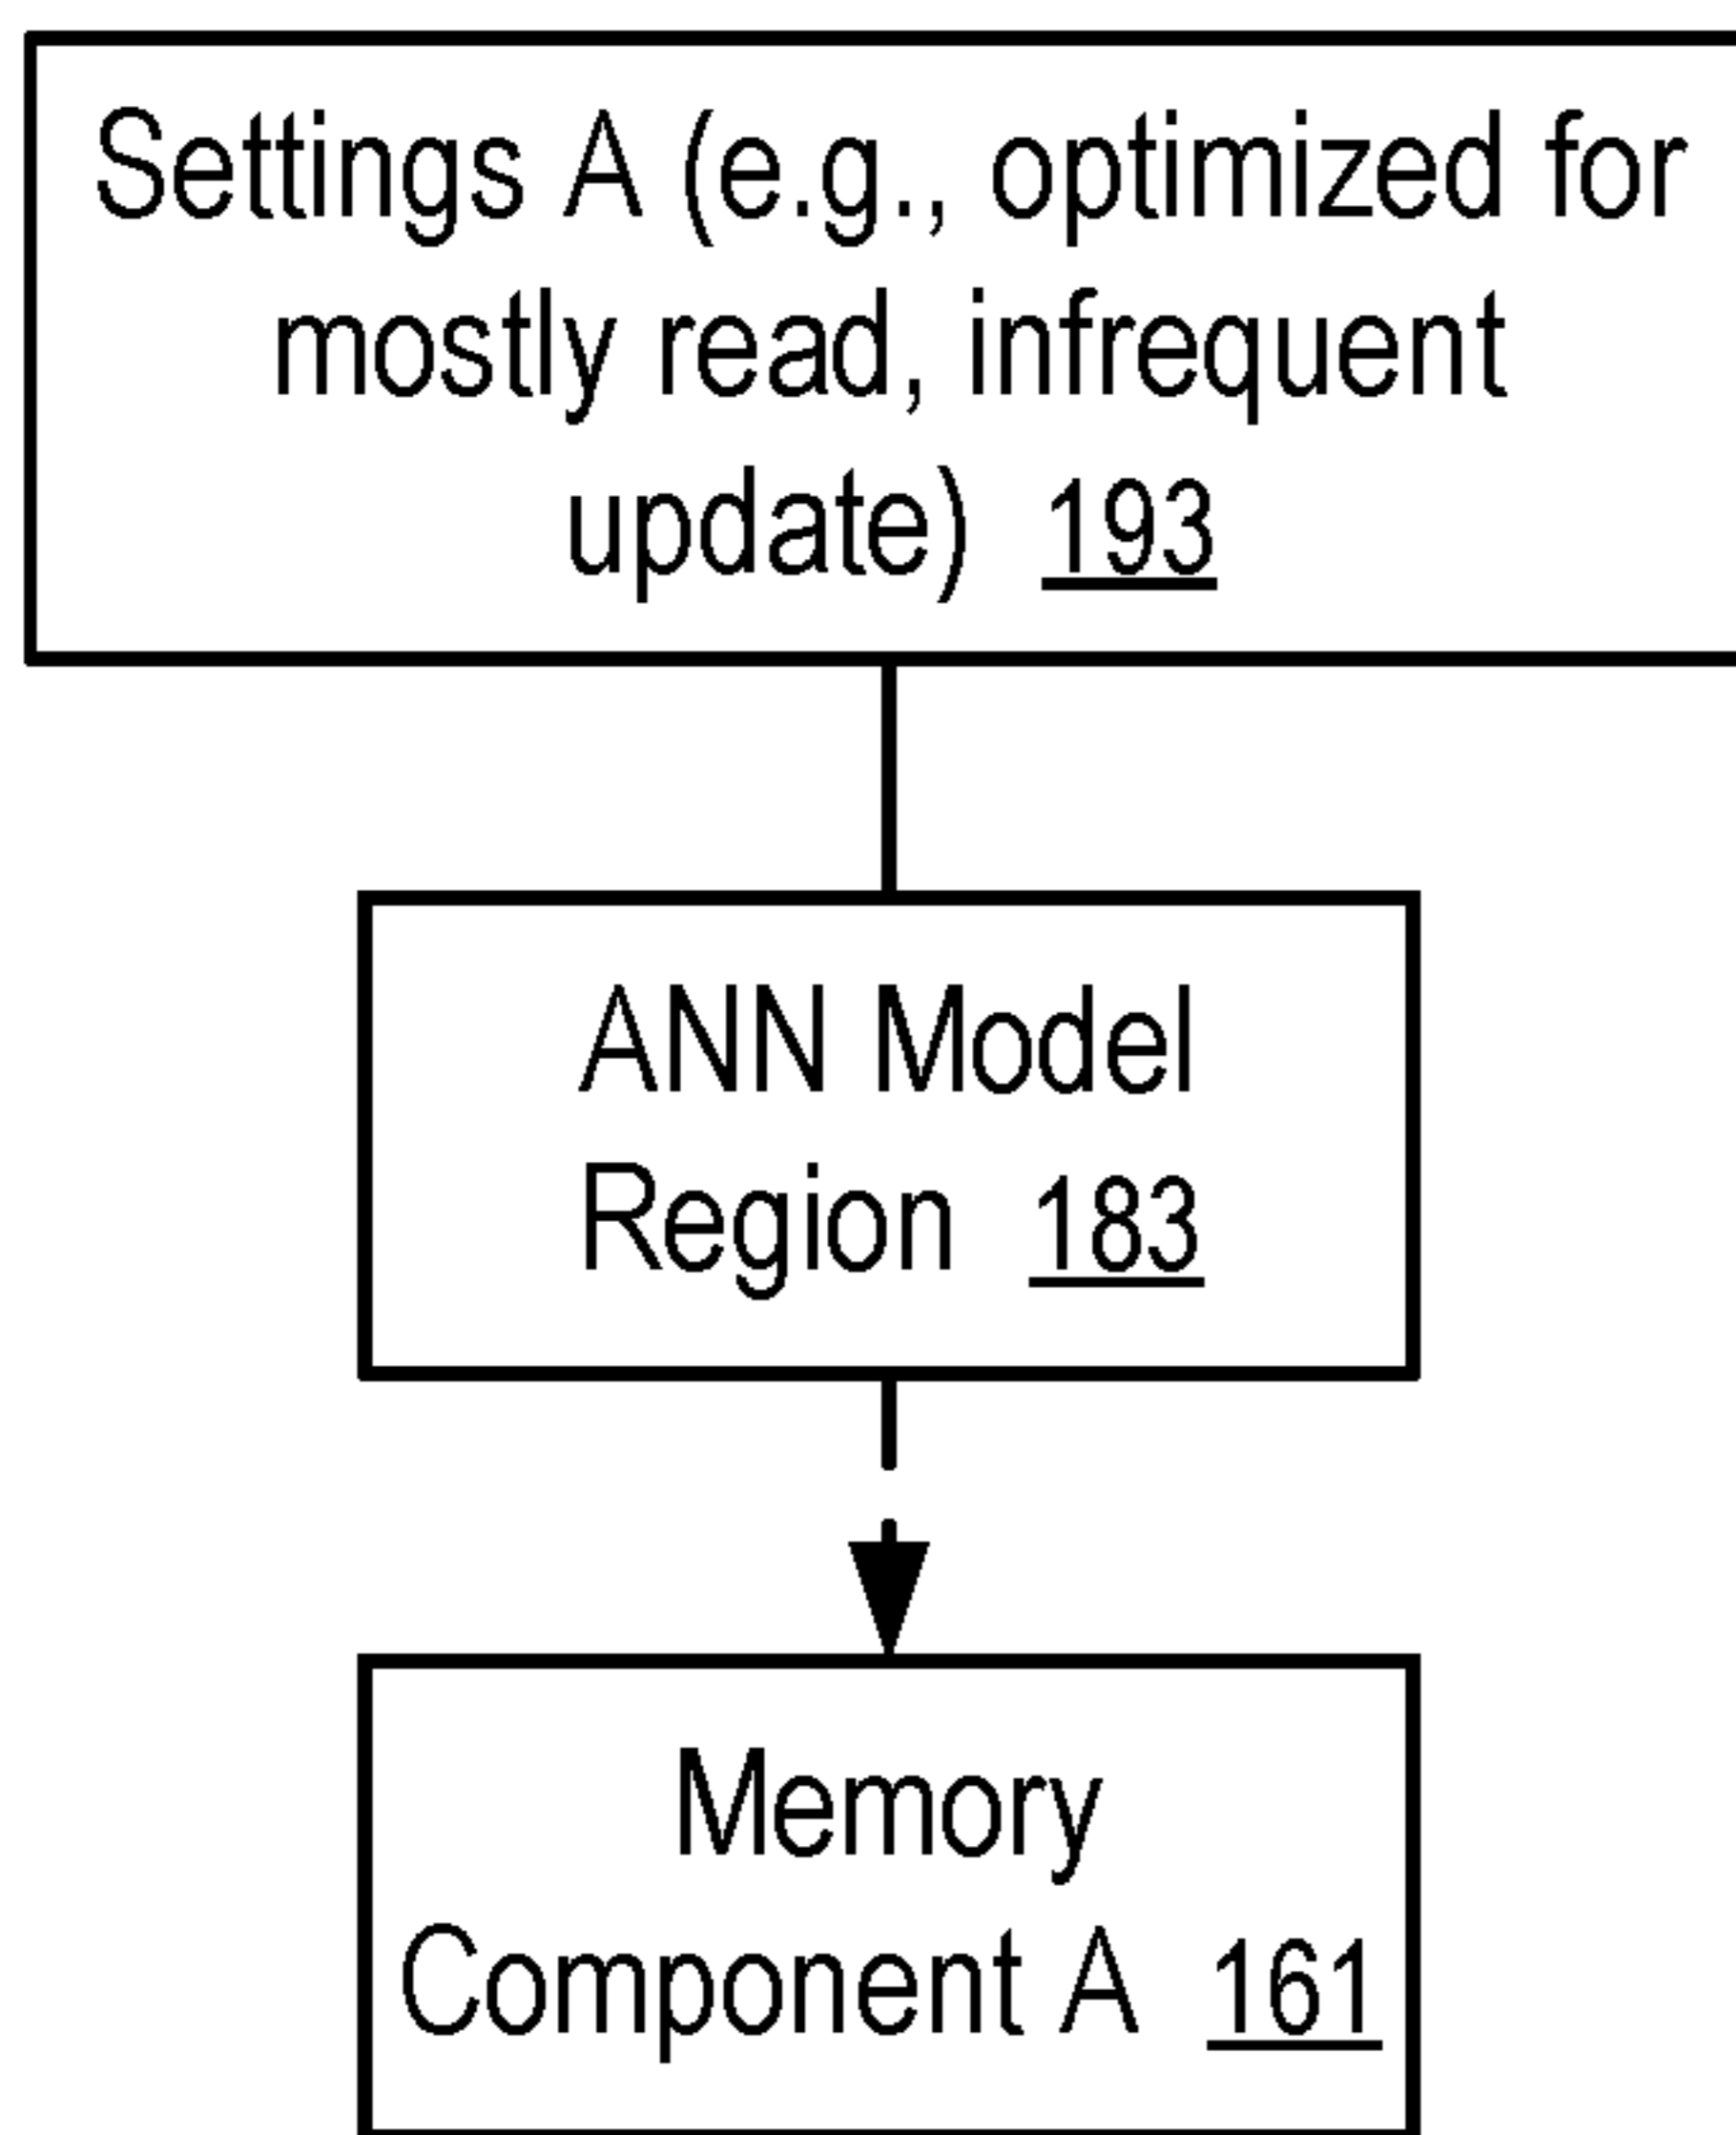 Settings A (e.g., optimized for
mostly read, infrequent
update) 193
ANN Model
Region 183
Memory
Component A 161